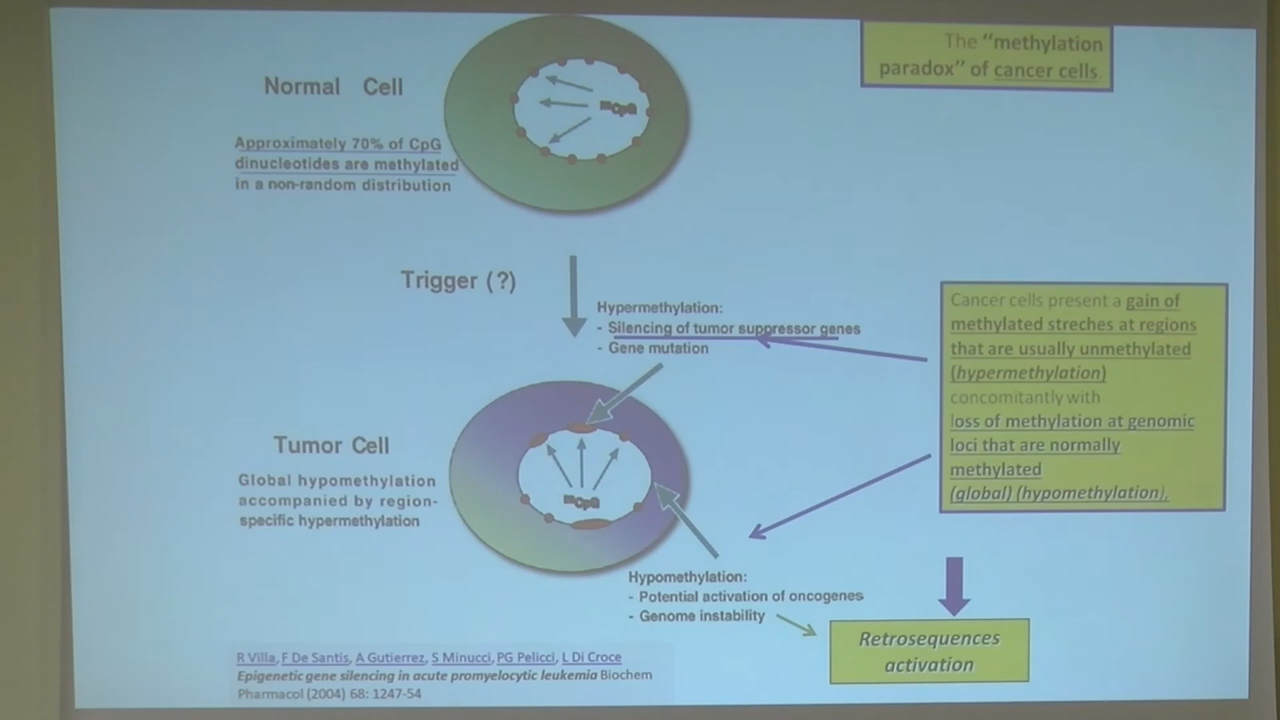 The “methylation
paradox” of cancer cells.
Normal Cell
Approximately 70% of CpG
dinucleotides are methylated
in a non-random distribution
mCpG
Trigger (?)
Hypermethylation:
- Silencing of tumor suppressor genes
- Gene mutation
Cancer cells present a gain of
methylated streches at regions
that are usually unmethylated
(hypermethylation)
concomitantly with
loss of methylation at genomic
loci that are normally
methylated
(global) (hypomethylation).
Tumor Cell
Global hypomethylation
accompanied by region-
specific hypermethylation
mCpG
Hypomethylation:
- Potential activation of oncogenes
- Genome instability
Retrosequences
activation
R Villa, F De Santis, A Gutierrez, S Minucci, PG Pelicci, L Di Croce
Epigenetic gene silencing in acute promyelocytic leukemia Biochem
Pharmacol (2004) 68: 1247-54